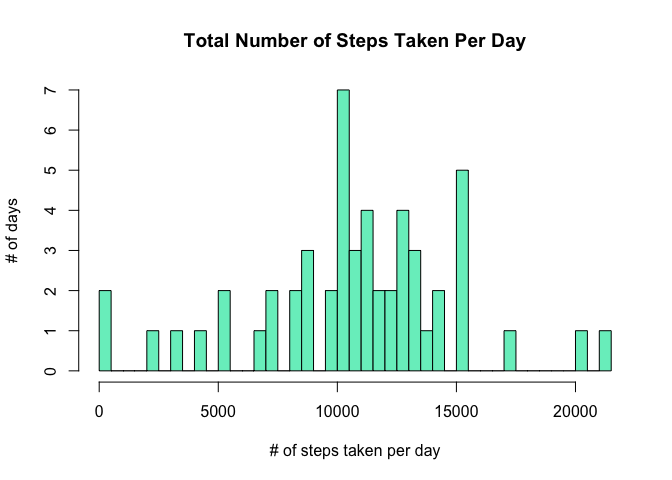 Total Number of Steps Taken Per Day
# of days
7
6
5
4
3
2
1
0
0 5000 10000 15000 20000
# of steps taken per day